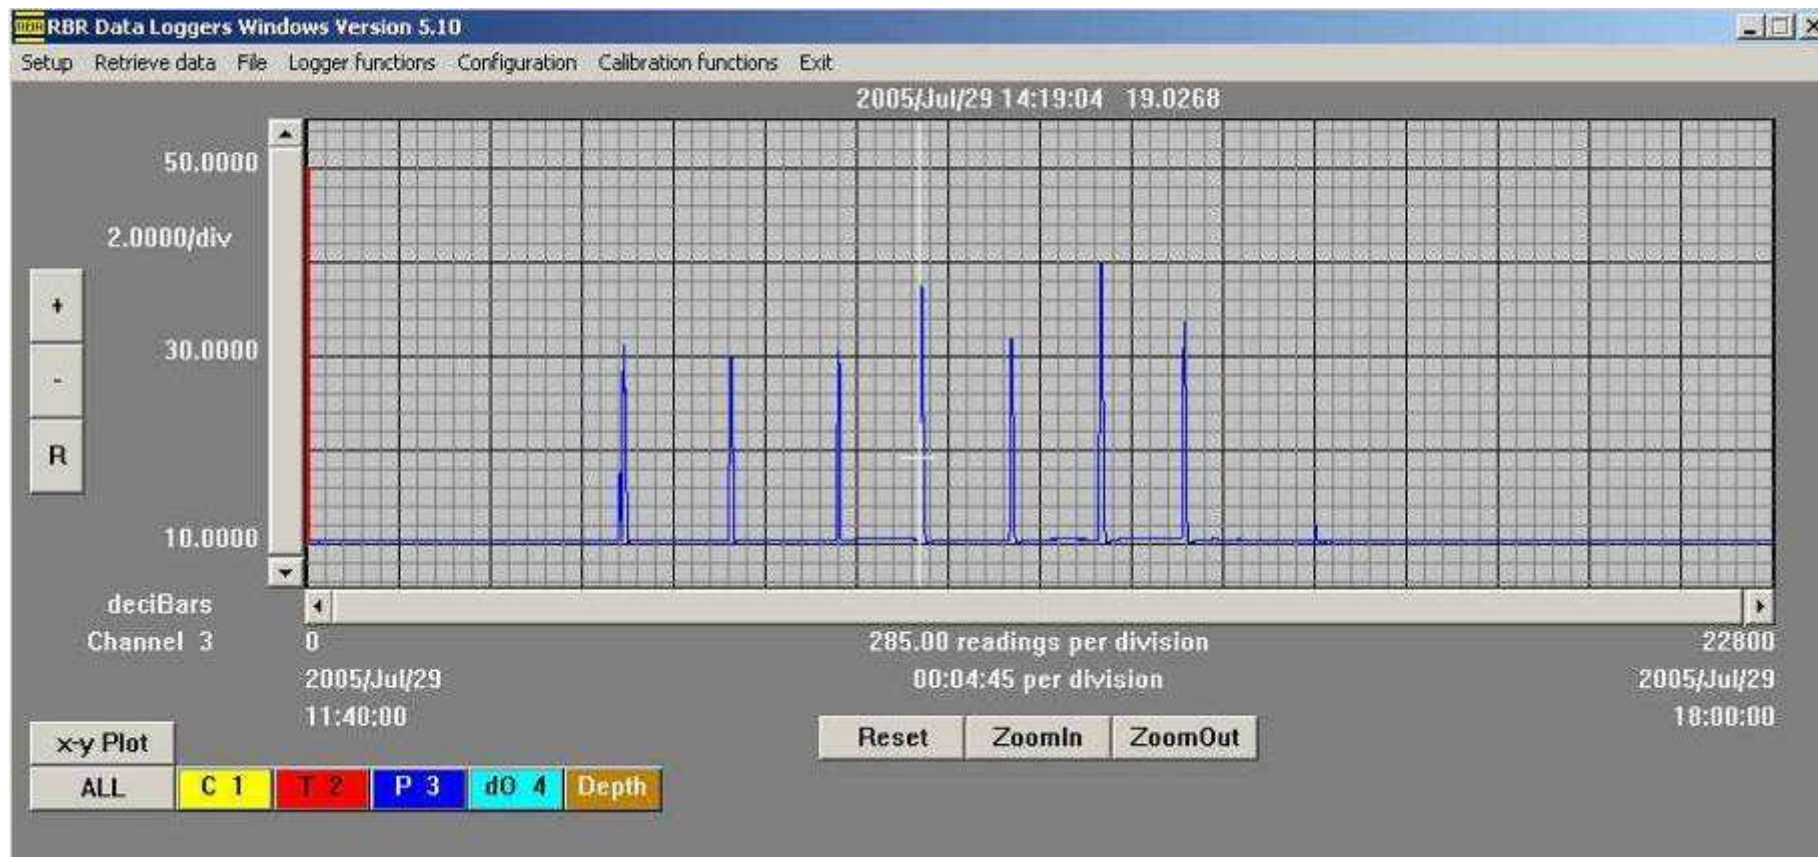 RBR RBR Data Loggers Windows Version 5.10
Setup Retrieve data File Logger functions Configuration Calibration functions Exit
2005/Jul/29 14:19:04 19.0268
50.0000
2.0000/div
+
30.0000
-
R
10.0000
deciBars
Channel 3
0 285.00 readings per division 22800
2005/Jul/29 00:04:45 per division 2005/Jul/29
11:40:00 18:00:00
Reset ZoomIn ZoomOut
x-y Plot
ALL C 1 T 2 P 3 dO 4 Depth